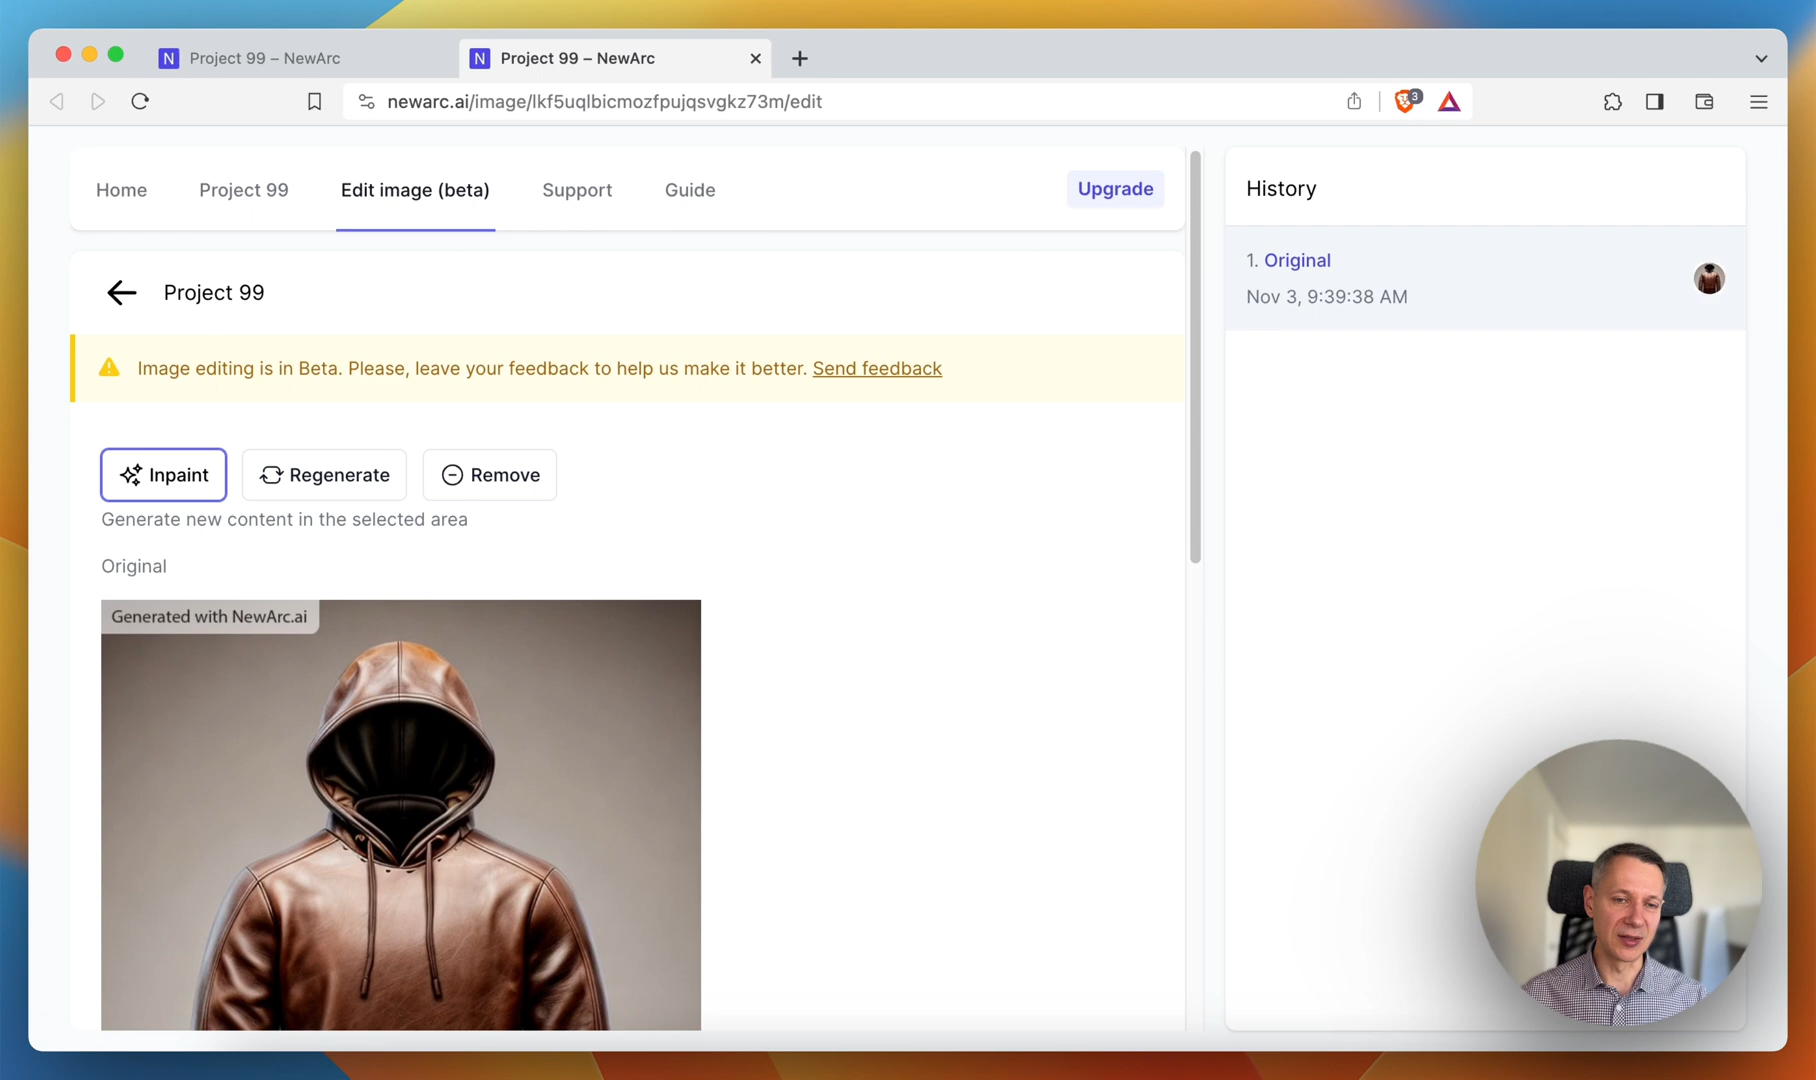 N Project 99 – NewArc
N Project 99 – NewArc
newarc.ai/image/lkf5uqlbicmozfpujqsvgkz73m/edit
3
Home Project 99 Edit image (beta) Support Guide Upgrade
Project 99
Image editing is in Beta. Please, leave your feedback to help us make it better. Send feedback
Inpaint Regenerate Remove
Generate new content in the selected area
Original
Generated with NewArc.ai
History
1. Original
Nov 3, 9:39:38 AM